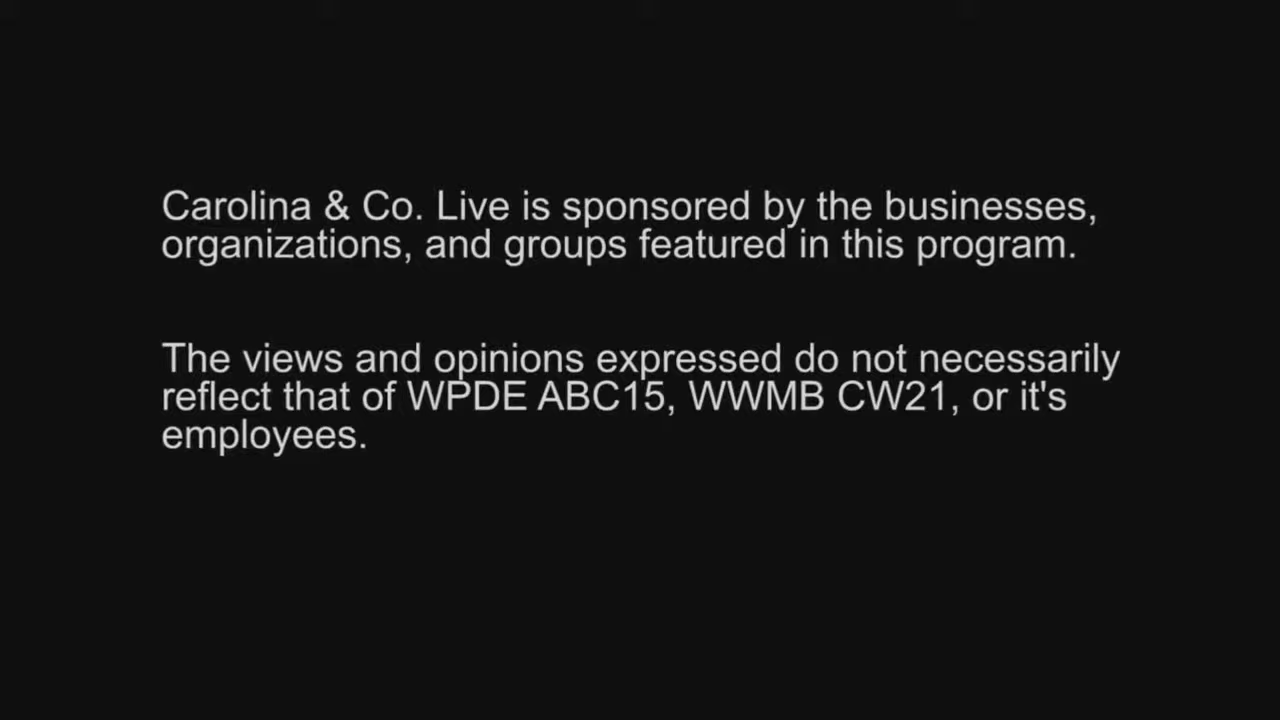 Carolina & Co. Live is sponsored by the businesses,
organizations, and groups featured in this program.
The views and opinions expressed do not necessarily
reflect that of WPDE ABC15, WWMB CW21, or it's
employees.